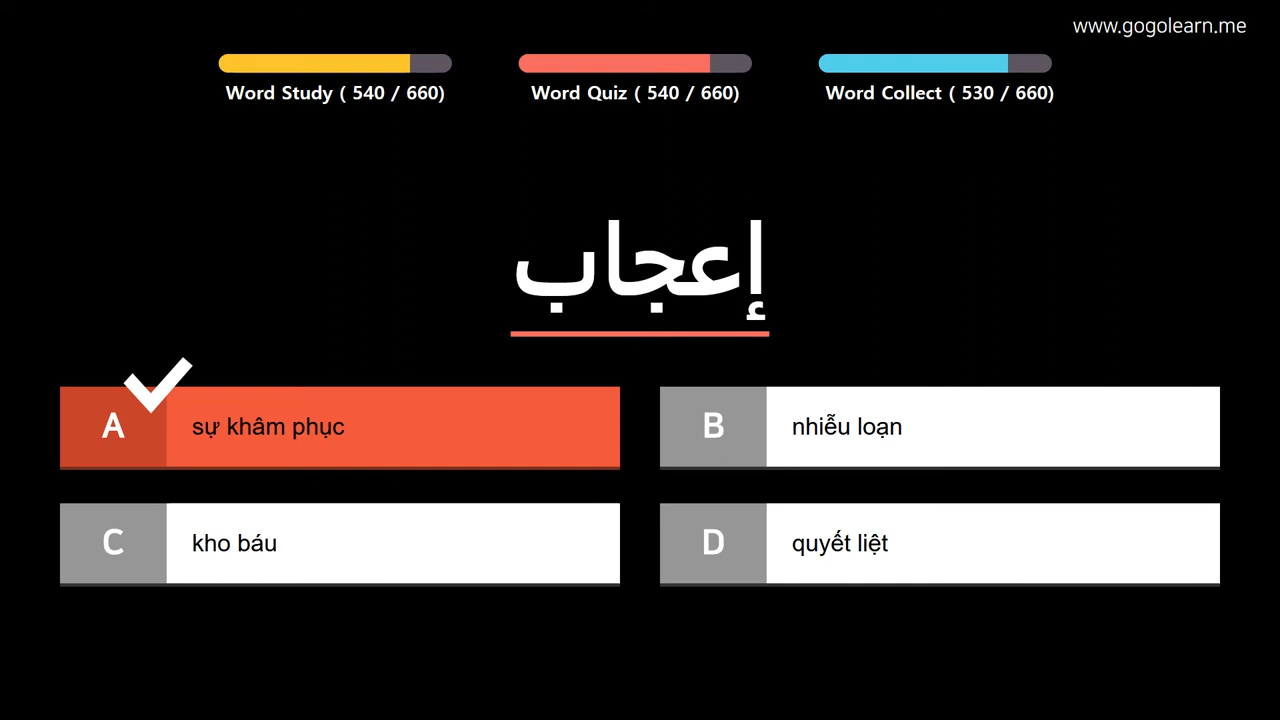 www.gogolearn.me
Word Study ( 540 / 660)
Word Quiz ( 540 / 660)
Word Collect ( 530 / 660)
إعجاب
A
sự khâm phục
B
nhiễu loạn
C
kho báu
D
quyết liệt